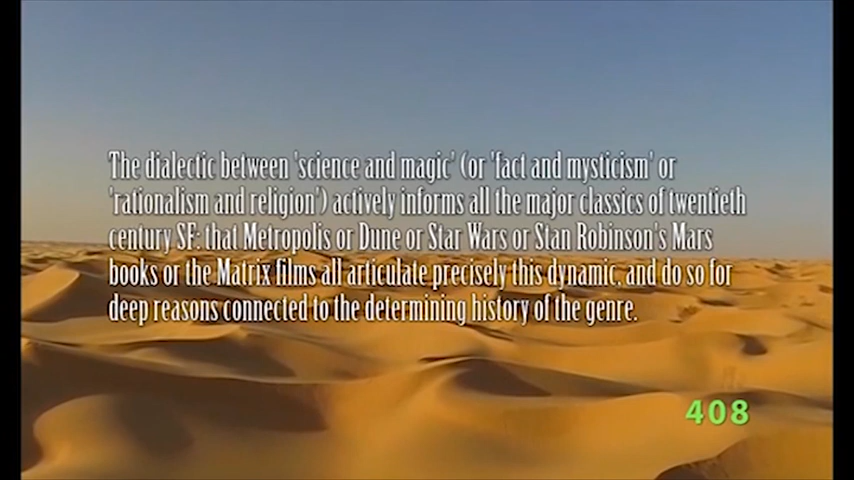 The dialectic between 'science and magic' (or 'fact and mysticism' or
'rationalism and religion') actively informs all the major classics of twentieth
century SF: that Metropolis or Dune or Star Wars or Stan Robinson's Mars
books or the Matrix films all articulate precisely this dynamic, and do so for
deep reasons connected to the determining history of the genre.
408